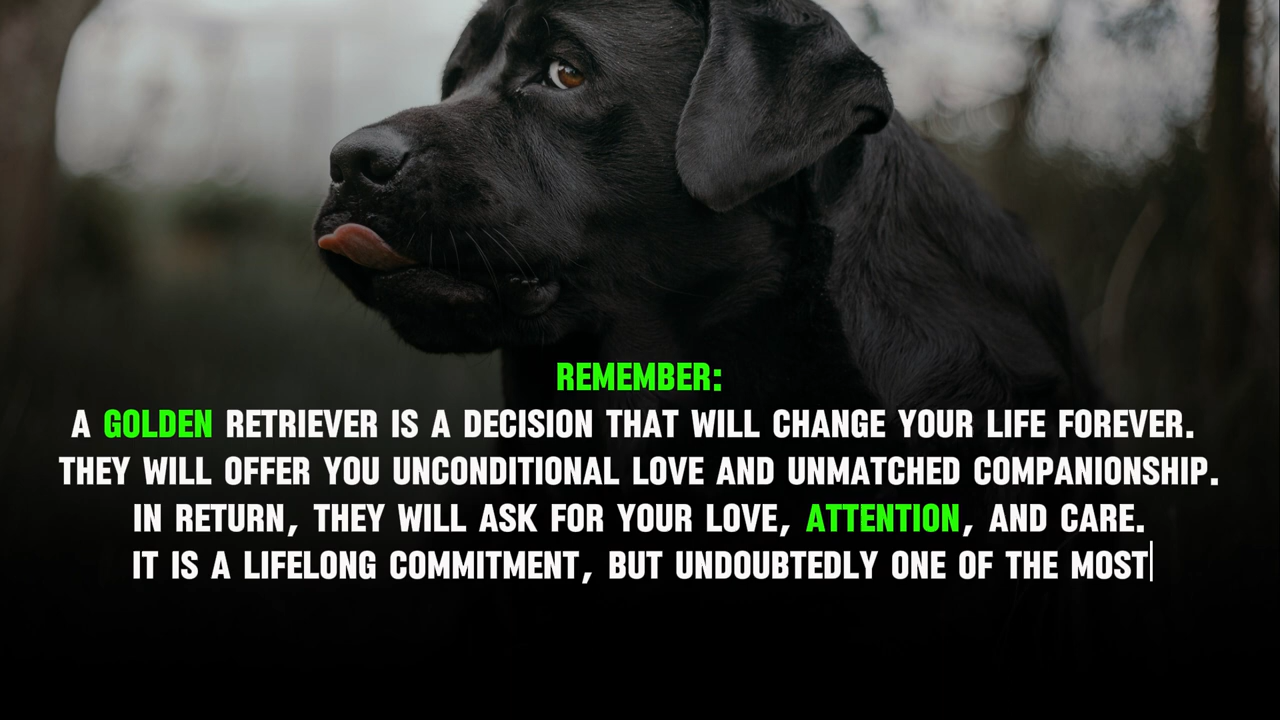 REMEMBER:
A GOLDEN RETRIEVER IS A DECISION THAT WILL CHANGE YOUR LIFE FOREVER.
THEY WILL OFFER YOU UNCONDITIONAL LOVE AND UNMATCHED COMPANIONSHIP.
IN RETURN, THEY WILL ASK FOR YOUR LOVE, ATTENTION, AND CARE.
IT IS A LIFELONG COMMITMENT, BUT UNDOUBTEDLY ONE OF THE MOST